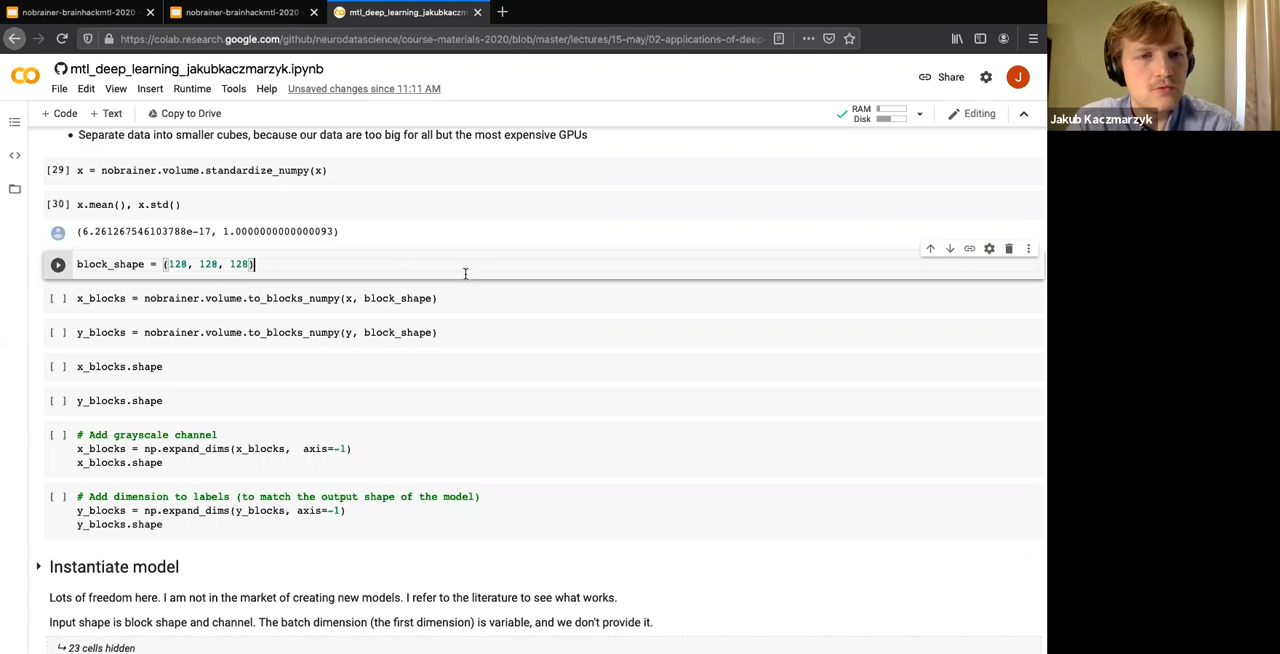 nobrainer-brainhackmtl-2020
nobrainer-brainhackmtl-2020
mtl_deep_learning_jakubkaczm
https://colab.research.google.com/github/neurodatascience/course-materials-2020/blob/master/lectures/15-may/02-applications-of-deep-
mtl_deep_learning_jakubkaczmarzyk.ipynb
File Edit View Insert Runtime Tools Help Unsaved changes since 11:11 AM
Share
J
+ Code + Text Copy to Drive
RAM
Disk
Editing
Jakub Kaczmarzyk
• Separate data into smaller cubes, because our data are too big for all but the most expensive GPUs
[29] x = nobrainer.volume.standardize_numpy(x)
[30] x.mean(), x.std()
(6.261267546103788e-17, 1.0000000000000093)
block_shape = (128, 128, 128)
[ ] x_blocks = nobrainer.volume.to_blocks_numpy(x, block_shape)
[ ] y_blocks = nobrainer.volume.to_blocks_numpy(y, block_shape)
[ ] x_blocks.shape
[ ] y_blocks.shape
[ ] # Add grayscale channel
x_blocks = np.expand_dims(x_blocks, axis=-1)
x_blocks.shape
[ ] # Add dimension to labels (to match the output shape of the model)
y_blocks = np.expand_dims(y_blocks, axis=-1)
y_blocks.shape
Instantiate model
Lots of freedom here. I am not in the market of creating new models. I refer to the literature to see what works.
Input shape is block shape and channel. The batch dimension (the first dimension) is variable, and we don't provide it.
↳ 23 cells hidden